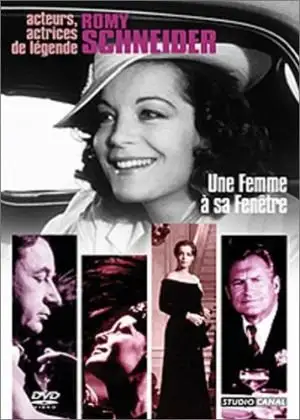 acteurs,
actrices
de légende
ROMY
SCHNEIDER
Une Femme
à sa Fenêtre
DVD
VIDEO
STUDIO CANAL